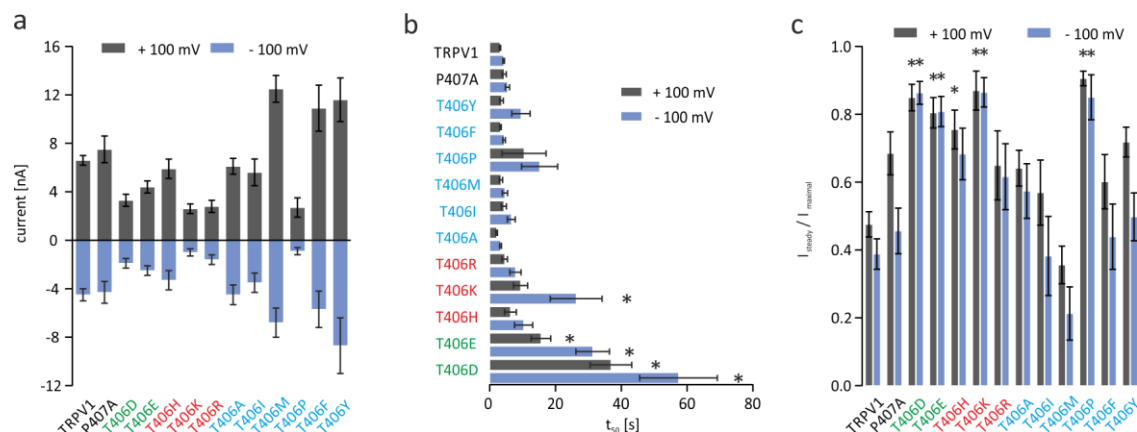 a
+ 100 mV
- 100 mV
current [nA]
16
12
8
4
0
-4
-8
-12
TRPV1
P407A
T406D
T406E
T406H
T406K
T406R
T406A
T406I
T406M
T406P
T406F
T406Y
b
TRPV1
P407A
T406Y
T406F
T406P
T406M
T406I
T406A
T406R
T406K
T406H
T406E
T406D
+ 100 mV
- 100 mV
*
*
*
*
*
0
20
40
60
80
t50 [s]
c
+ 100 mV
- 100 mV
I steady / I maximal
1.0
0.8
0.6
0.4
0.2
0.0
**
**
*
**
**
TRPV1
P407A
T406D
T406E
T406H
T406K
T406R
T406A
T406I
T406M
T406P
T406F
T406Y